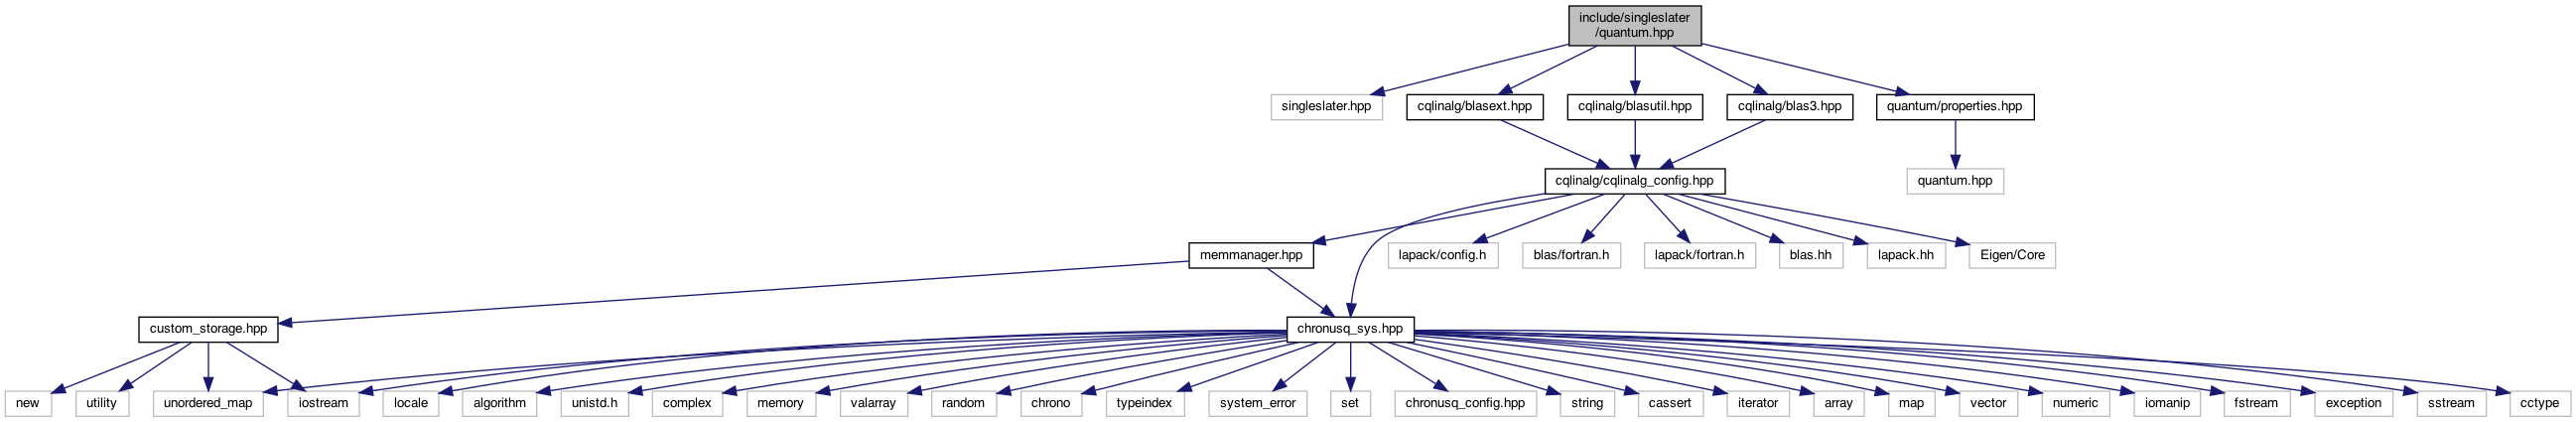 include/singleslater
/quantum.hpp
singleslater.hpp
cqlinalg/blasext.hpp
cqlinalg/blasutil.hpp
cqlinalg/blas3.hpp
quantum/properties.hpp
cqlinalg/cqlinalg_config.hpp
quantum.hpp
memmanager.hpp
lapack/config.h
blas/fortran.h
lapack/fortran.h
blas.hh
lapack.hh
Eigen/Core
custom_storage.hpp
chronusq_sys.hpp
new
utility
unordered_map
iostream
locale
algorithm
unistd.h
complex
memory
valarray
random
chrono
typeindex
system_error
set
chronusq_config.hpp
string
cassert
iterator
array
map
vector
numeric
iomanip
fstream
exception
sstream
cctype